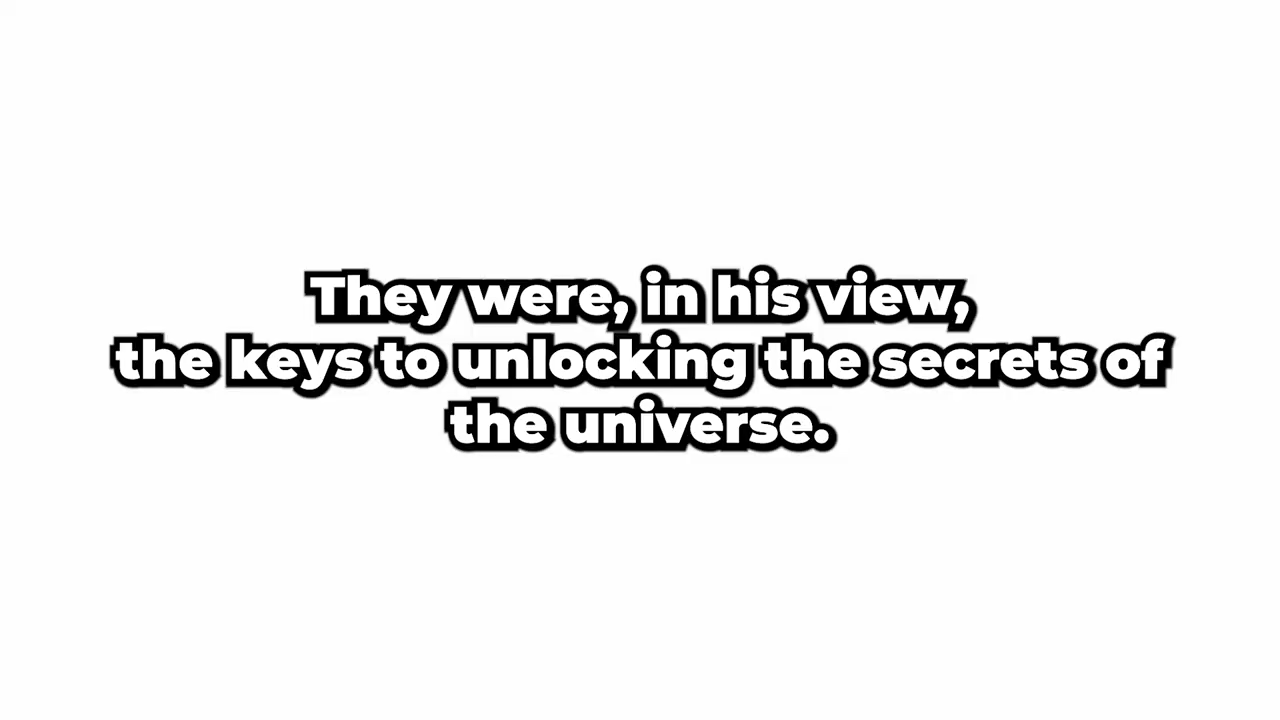 They were, in his view,
the keys to unlocking the secrets of
the universe.